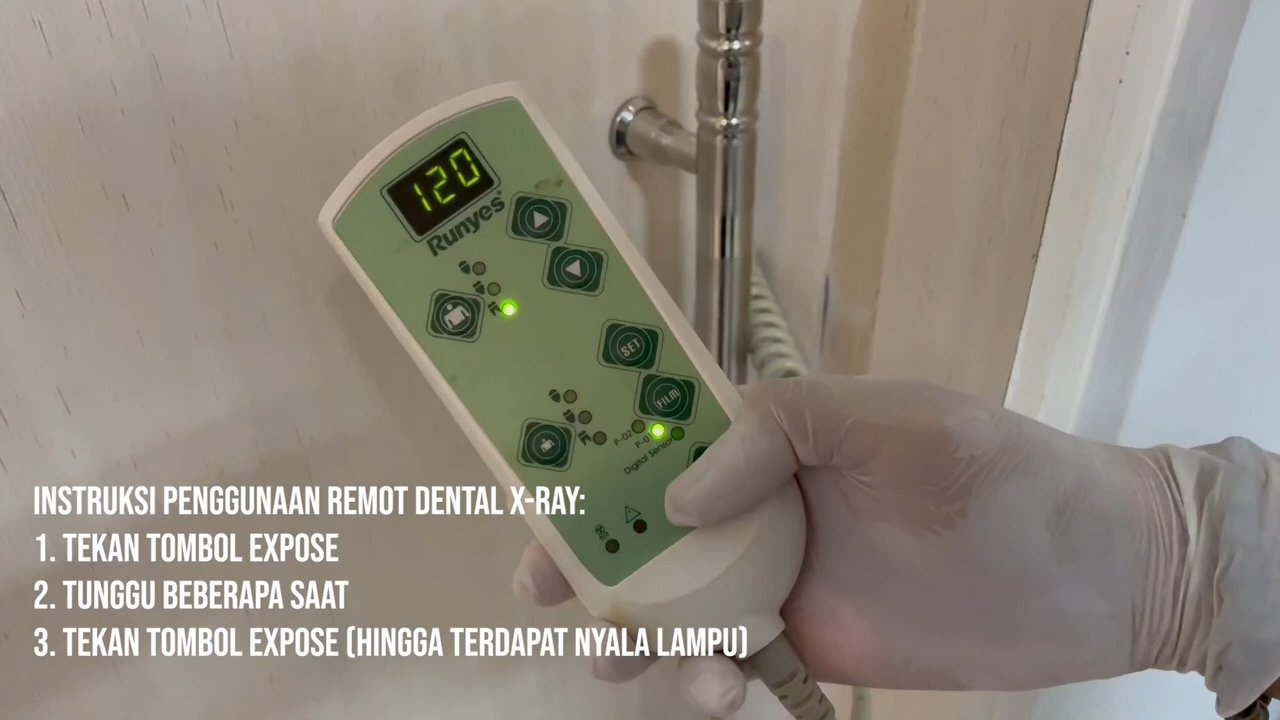 120
Runyes
SET
FILM
P-02
P-0
Digital Sensor
INSTRUKSI PENGGUNAAN REMOT DENTAL X-RAY:
1. TEKAN TOMBOL EXPOSE
2. TUNGGU BEBERAPA SAAT
3. TEKAN TOMBOL EXPOSE (HINGGA TERDAPAT NYALA LAMPU)